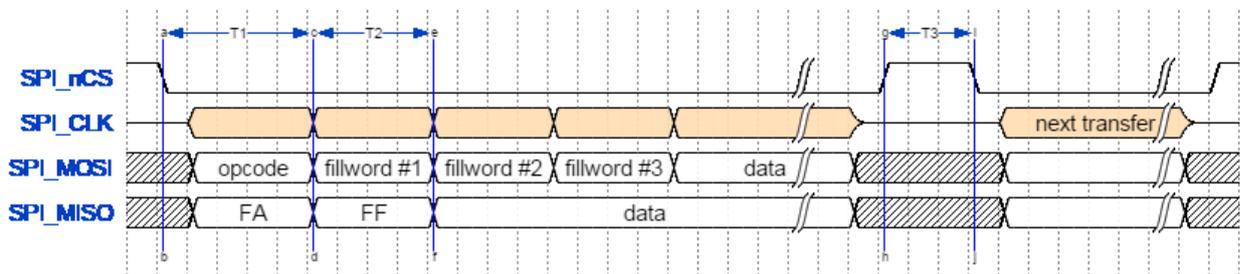 a T1 c T2 e g T3 i
SPI_nCS
SPI_CLK next transfer
SPI_MOSI opcode fillword #1 fillword #2 fillword #3 data
SPI_MISO FA FF data
b d f h j